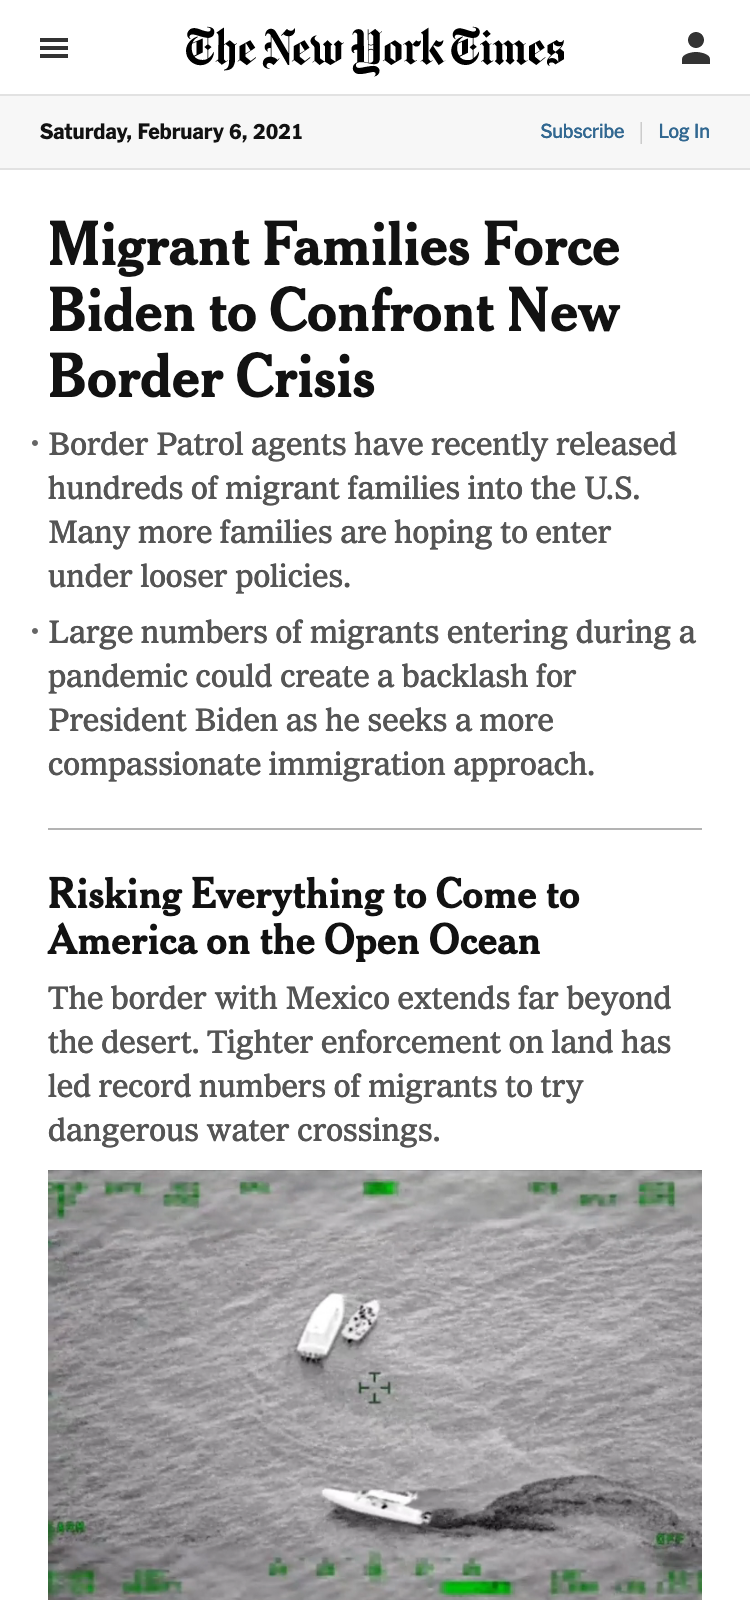 The New York Times
Saturday, February 6, 2021
Subscribe
Log In
Migrant Families Force
Biden to Confront New
Border Crisis
• Border Patrol agents have recently released
hundreds of migrant families into the U.S.
Many more families are hoping to enter
under looser policies.
• Large numbers of migrants entering during a
pandemic could create a backlash for
President Biden as he seeks a more
compassionate immigration approach.
Risking Everything to Come to
America on the Open Ocean
The border with Mexico extends far beyond
the desert. Tighter enforcement on land has
led record numbers of migrants to try
dangerous water crossings.